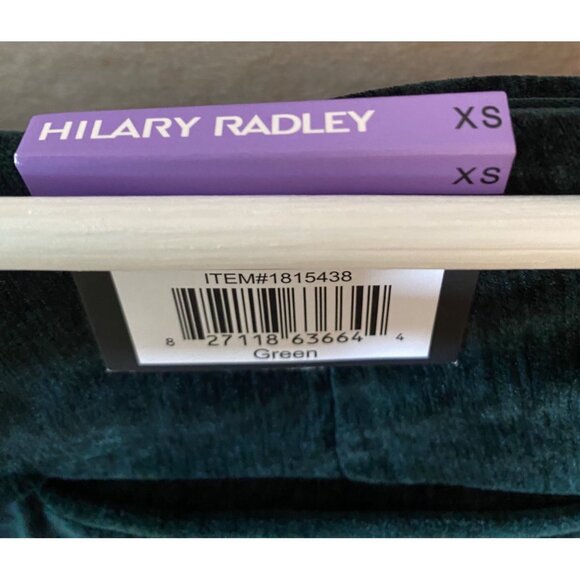 HILARY RADLEY XS
XS
ITEM#1815438
8 27118 63664 4
Green